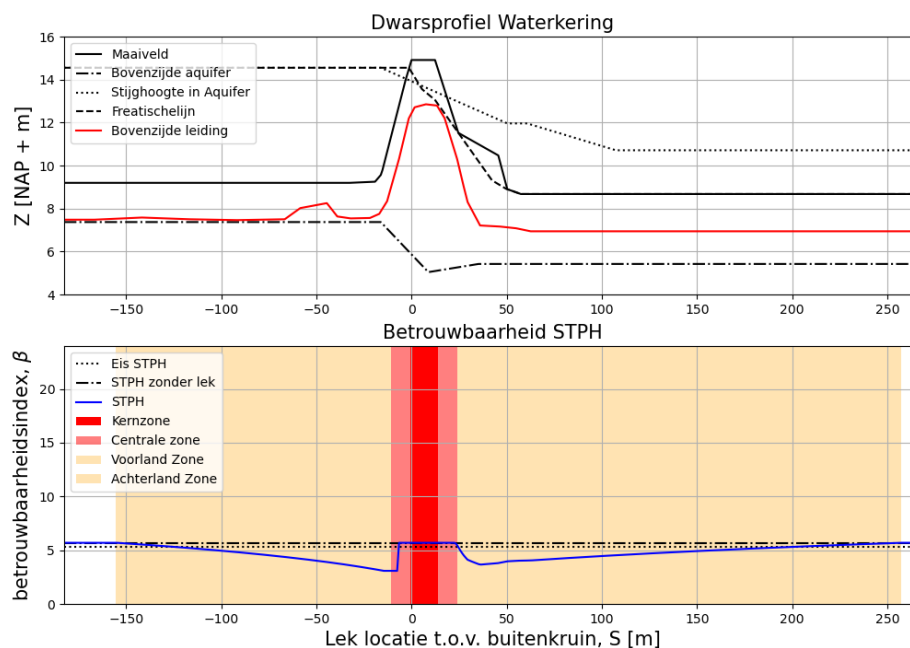 Dwarsprofiel Waterkering
Z [NAP + m]
16
14
12
10
8
6
4
Maaiveld
Bovenzijde aquifer
Stijghoogte in Aquifer
Freatischelijn
Bovenzijde leiding
−150
−100
−50
0
50
100
150
200
250
Betrouwbaarheid STPH
betrouwbaarheidsindex, β
20
15
10
5
0
Eis STPH
STPH zonder lek
STPH
Kernzone
Centrale zone
Voorland Zone
Achterland Zone
−150
−100
−50
0
50
100
150
200
250
Lek locatie t.o.v. buitenkruin, S [m]